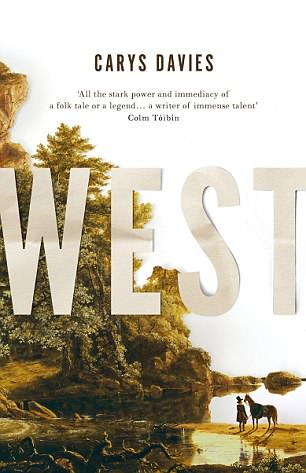 CARYS DAVIES
‘All the stark power and immediacy of
a folk tale or a legend… a writer of immense talent’
Colm Tóibín
WEST